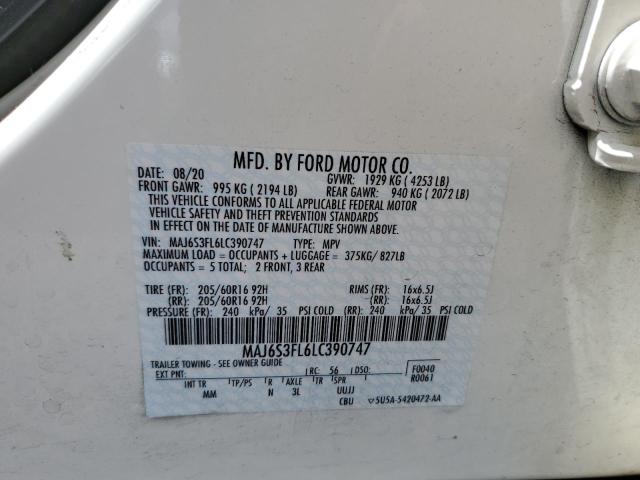 MFD. BY FORD MOTOR CO.
DATE: 08/20 GVWR: 1929 KG ( 4253 LB)
FRONT GAWR: 995 KG ( 2194 LB) REAR GAWR: 940 KG ( 2072 LB)
THIS VEHICLE CONFORMS TO ALL APPLICABLE FEDERAL MOTOR
VEHICLE SAFETY AND THEFT PREVENTION STANDARDS
IN EFFECT ON THE DATE OF MANUFACTURE SHOWN ABOVE.
VIN: MAJ6S3FL6LC390747 TYPE: MPV
MAXIMUM LOAD = OCCUPANTS + LUGGAGE = 375KG/ 827LB
OCCUPANTS = 5 TOTAL; 2 FRONT, 3 REAR
TIRE (FR): 205/60R16 92H RIMS (FR): 16x6.5J
(RR): 205/60R16 92H (RR): 16x6.5J
PRESSURE (FR): 240 kPa/ 35 PSI COLD (RR): 240 kPa/ 35 PSI COLD
MAJ6S3FL6LC390747
TRAILER TOWING - SEE OWNER GUIDE F0040
EXT PNT: RC: 56 DSO: R0061
INT TR TP/PS R AXLE TR SPR
MM N 3L UUJJ
CBU ▽5U5A-5420472-AA